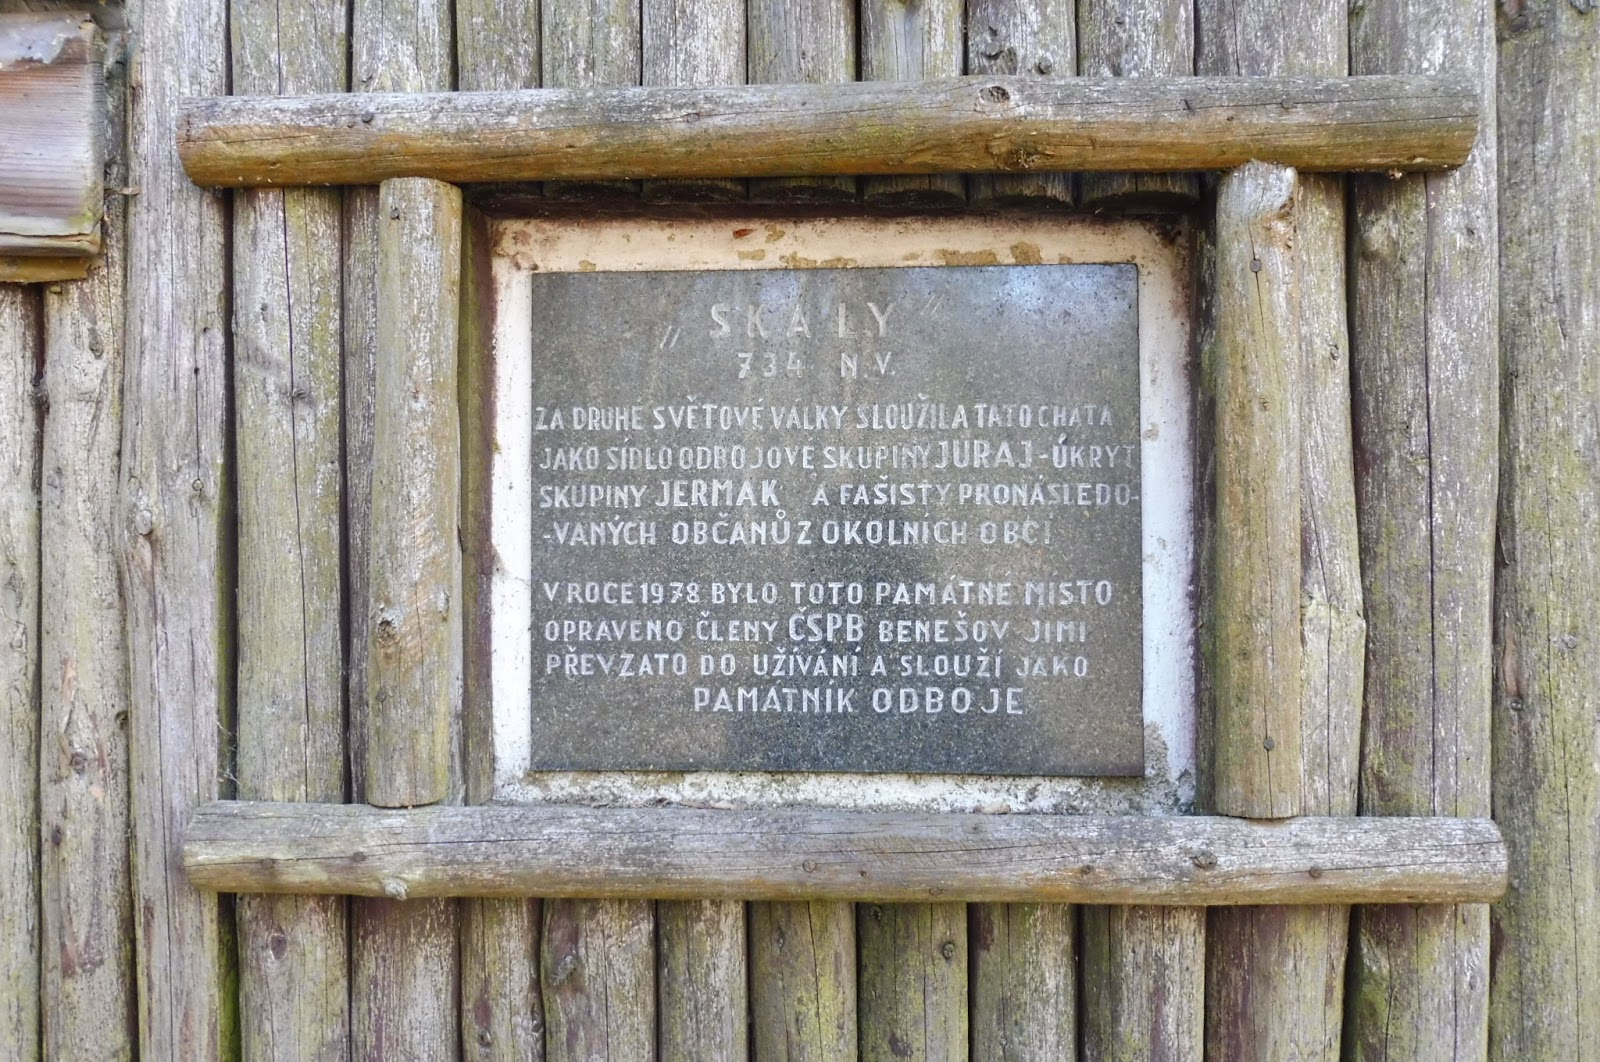 „SKÁLY"
734 N.V.
ZA DRUHÉ SVĚTOVÉ VÁLKY SLOUŽILA TATO CHATA
JAKO SÍDLO ODBOJOVÉ SKUPINY JURAJ-ÚKRYT
SKUPINY JERMAK A FAŠISTY PRONÁSLEDO-
-VANÝCH OBČANŮ Z OKOLNÍCH OBCÍ
V ROCE 1978 BYLO TOTO PAMÁTNÉ MÍSTO
OPRAVENO ČLENY ČSPB BENEŠOV JIMI
PŘEVZATO DO UŽÍVÁNÍ A SLOUŽÍ JAKO
PAMÁTNÍK ODBOJE